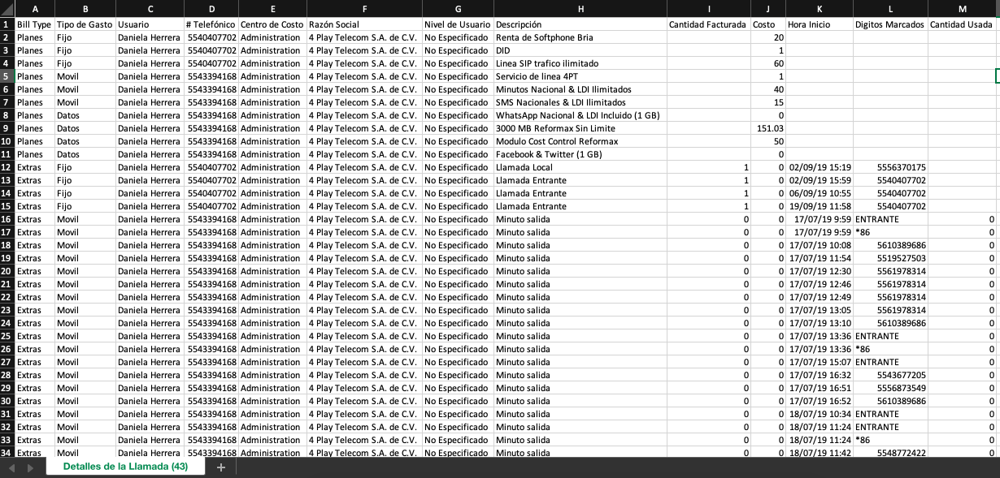 A B C D E F G H I J K L M
1 Bill Type Tipo de Gasto Usuario # Telefónico Centro de Costo Razón Social Nivel de Usuario Descripción Cantidad Facturada Costo Hora Inicio Digitos Marcados Cantidad Usada
2 Planes Fijo Daniela Herrera 5540407702 Administration 4 Play Telecom S.A. de C.V. No Especificado Renta de Softphone Bria 20
3 Planes Fijo Daniela Herrera 5540407702 Administration 4 Play Telecom S.A. de C.V. No Especificado DID 1
4 Planes Fijo Daniela Herrera 5540407702 Administration 4 Play Telecom S.A. de C.V. No Especificado Linea SIP trafico ilimitado 60
5 Planes Movil Daniela Herrera 5543394168 Administration 4 Play Telecom S.A. de C.V. No Especificado Servicio de linea 4PT 1
6 Planes Movil Daniela Herrera 5543394168 Administration 4 Play Telecom S.A. de C.V. No Especificado Minutos Nacional & LDI Ilimitados 40
7 Planes Movil Daniela Herrera 5543394168 Administration 4 Play Telecom S.A. de C.V. No Especificado SMS Nacionales & LDI Ilimitados 15
8 Planes Datos Daniela Herrera 5543394168 Administration 4 Play Telecom S.A. de C.V. No Especificado WhatsApp Nacional & LDI Incluido (1 GB) 0
9 Planes Datos Daniela Herrera 5543394168 Administration 4 Play Telecom S.A. de C.V. No Especificado 3000 MB Reformax Sin Limite 151.03
10 Planes Datos Daniela Herrera 5543394168 Administration 4 Play Telecom S.A. de C.V. No Especificado Modulo Cost Control Reformax 50
11 Planes Datos Daniela Herrera 5543394168 Administration 4 Play Telecom S.A. de C.V. No Especificado Facebook & Twitter (1 GB) 0
12 Extras Fijo Daniela Herrera 5540407702 Administration 4 Play Telecom S.A. de C.V. No Especificado Llamada Local 1 0 02/09/19 15:19 5556370175
13 Extras Fijo Daniela Herrera 5540407702 Administration 4 Play Telecom S.A. de C.V. No Especificado Llamada Entrante 1 0 02/09/19 15:59 5540407702
14 Extras Fijo Daniela Herrera 5540407702 Administration 4 Play Telecom S.A. de C.V. No Especificado Llamada Entrante 1 0 06/09/19 10:55 5540407702
15 Extras Fijo Daniela Herrera 5540407702 Administration 4 Play Telecom S.A. de C.V. No Especificado Llamada Entrante 1 0 19/09/19 11:58 5540407702
16 Extras Movil Daniela Herrera 5543394168 Administration 4 Play Telecom S.A. de C.V. No Especificado Minuto salida 0 0 17/07/19 9:59 ENTRANTE 0
17 Extras Movil Daniela Herrera 5543394168 Administration 4 Play Telecom S.A. de C.V. No Especificado Minuto salida 0 0 17/07/19 9:59 *86 0
18 Extras Movil Daniela Herrera 5543394168 Administration 4 Play Telecom S.A. de C.V. No Especificado Minuto salida 0 0 17/07/19 10:08 5610389686 0
19 Extras Movil Daniela Herrera 5543394168 Administration 4 Play Telecom S.A. de C.V. No Especificado Minuto salida 0 0 17/07/19 11:54 5519527503 0
20 Extras Movil Daniela Herrera 5543394168 Administration 4 Play Telecom S.A. de C.V. No Especificado Minuto salida 0 0 17/07/19 12:30 5561978314 0
21 Extras Movil Daniela Herrera 5543394168 Administration 4 Play Telecom S.A. de C.V. No Especificado Minuto salida 0 0 17/07/19 12:46 5561978314 0
22 Extras Movil Daniela Herrera 5543394168 Administration 4 Play Telecom S.A. de C.V. No Especificado Minuto salida 0 0 17/07/19 12:49 5561978314 0
23 Extras Movil Daniela Herrera 5543394168 Administration 4 Play Telecom S.A. de C.V. No Especificado Minuto salida 0 0 17/07/19 13:05 5561978314 0
24 Extras Movil Daniela Herrera 5543394168 Administration 4 Play Telecom S.A. de C.V. No Especificado Minuto salida 0 0 17/07/19 13:10 5610389686 0
25 Extras Movil Daniela Herrera 5543394168 Administration 4 Play Telecom S.A. de C.V. No Especificado Minuto salida 0 0 17/07/19 13:36 ENTRANTE 0
26 Extras Movil Daniela Herrera 5543394168 Administration 4 Play Telecom S.A. de C.V. No Especificado Minuto salida 0 0 17/07/19 13:36 *86 0
27 Extras Movil Daniela Herrera 5543394168 Administration 4 Play Telecom S.A. de C.V. No Especificado Minuto salida 0 0 17/07/19 15:07 ENTRANTE 0
28 Extras Movil Daniela Herrera 5543394168 Administration 4 Play Telecom S.A. de C.V. No Especificado Minuto salida 0 0 17/07/19 16:32 5543677205 0
29 Extras Movil Daniela Herrera 5543394168 Administration 4 Play Telecom S.A. de C.V. No Especificado Minuto salida 0 0 17/07/19 16:51 5556873549 0
30 Extras Movil Daniela Herrera 5543394168 Administration 4 Play Telecom S.A. de C.V. No Especificado Minuto salida 0 0 17/07/19 16:52 5610389686 0
31 Extras Movil Daniela Herrera 5543394168 Administration 4 Play Telecom S.A. de C.V. No Especificado Minuto salida 0 0 18/07/19 10:34 ENTRANTE 0
32 Extras Movil Daniela Herrera 5543394168 Administration 4 Play Telecom S.A. de C.V. No Especificado Minuto salida 0 0 18/07/19 11:24 ENTRANTE 0
33 Extras Movil Daniela Herrera 5543394168 Administration 4 Play Telecom S.A. de C.V. No Especificado Minuto salida 0 0 18/07/19 11:24 *86 0
34 Extras Movil Daniela Herrera 5543394168 Administration 4 Play Telecom S.A. de C.V. No Especificado Minuto salida 0 0 18/07/19 11:42 5548772422 0
Detalles de la Llamada (43) +